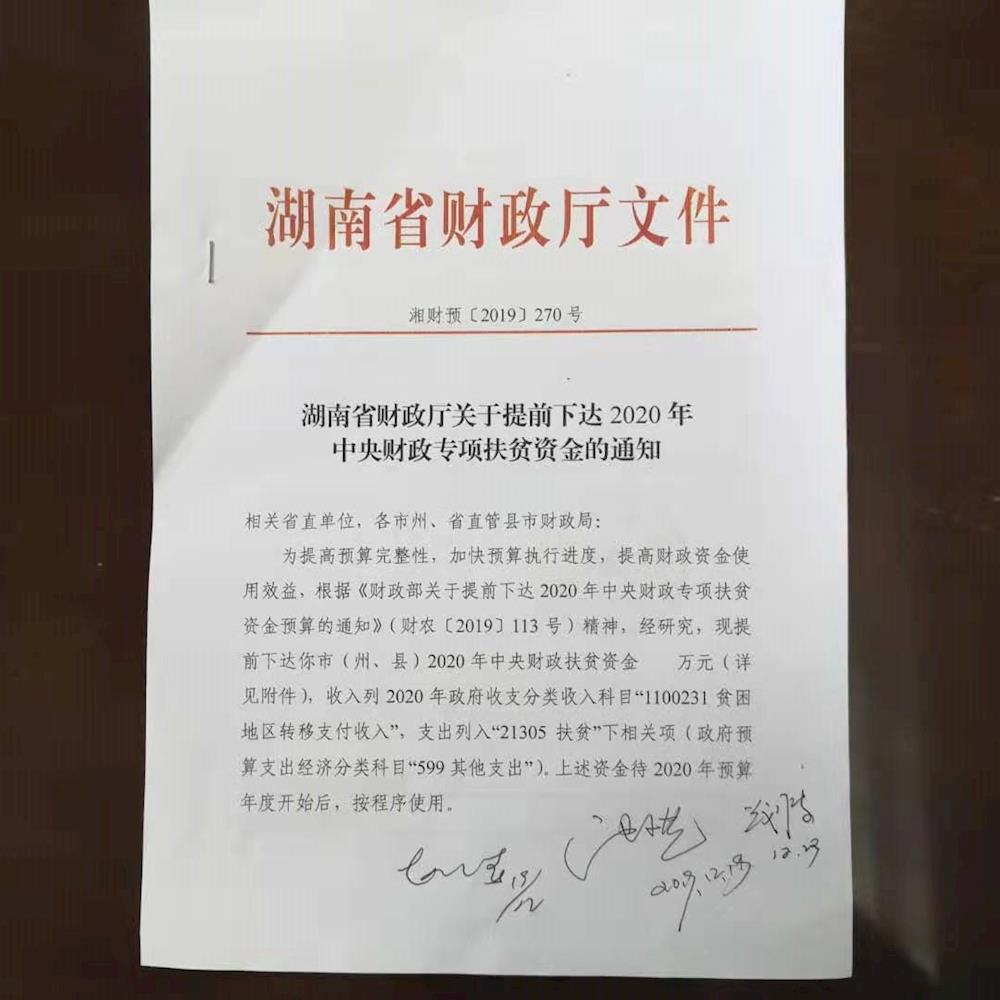 湖南省财政厅文件
湘财预〔2019〕270号
湖南省财政厅关于提前下达2020年
中央财政专项扶贫资金的通知
相关省直单位，各市州、省直管县市财政局：
为提高预算完整性，加快预算执行进度，提高财政资金使
用效益，根据《财政部关于提前下达2020年中央财政专项扶贫
资金预算的通知》（财农〔2019〕113号）精神，经研究，现提
前下达你市（州、县）2020年中央财政扶贫资金 万元（详
见附件），收入列2020年政府收支分类收入科目“1100231贫困
地区转移支付收入”，支出列入“21305扶贫”下相关项（政府预
算支出经济分类科目“599其他支出”）。上述资金待2020年预算
年度开始后，按程序使用。
12.23